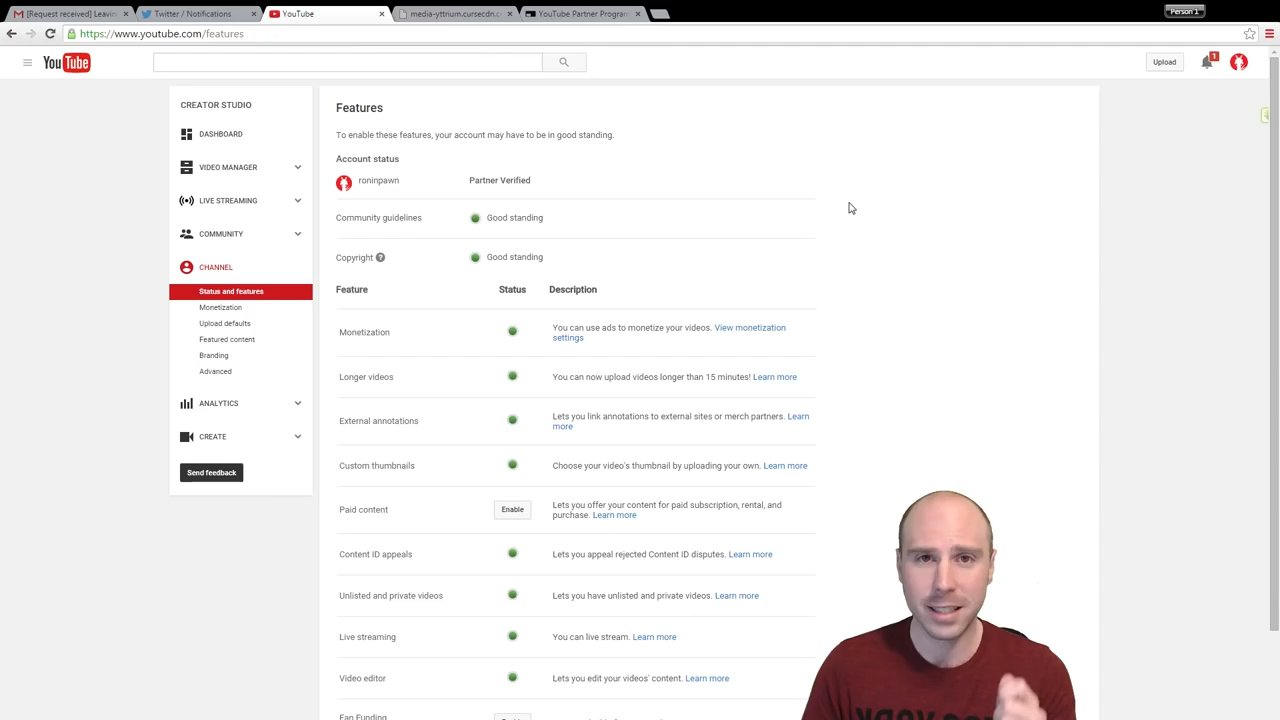 [Request received] Leavin
Twitter / Notifications
YouTube
media-yttrium.cursecdn.c
YouTube Partner Program
Person 1
https://www.youtube.com/features
YouTube
Upload
1
CREATOR STUDIO
DASHBOARD
VIDEO MANAGER
LIVE STREAMING
COMMUNITY
CHANNEL
Status and features
Monetization
Upload defaults
Featured content
Branding
Advanced
ANALYTICS
CREATE
Send feedback
Features
To enable these features, your account may have to be in good standing.
Account status
roninpawn Partner Verified
Community guidelines Good standing
Copyright ? Good standing
Feature Status Description
Monetization You can use ads to monetize your videos. View monetization
settings
Longer videos You can now upload videos longer than 15 minutes! Learn more
External annotations Lets you link annotations to external sites or merch partners. Learn
more
Custom thumbnails Choose your video's thumbnail by uploading your own. Learn more
Paid content Enable Lets you offer your content for paid subscription, rental, and
purchase. Learn more
Content ID appeals Lets you appeal rejected Content ID disputes. Learn more
Unlisted and private videos Lets you have unlisted and private videos. Learn more
Live streaming You can live stream. Learn more
Video editor Lets you edit your videos' content. Learn more
Fan Funding